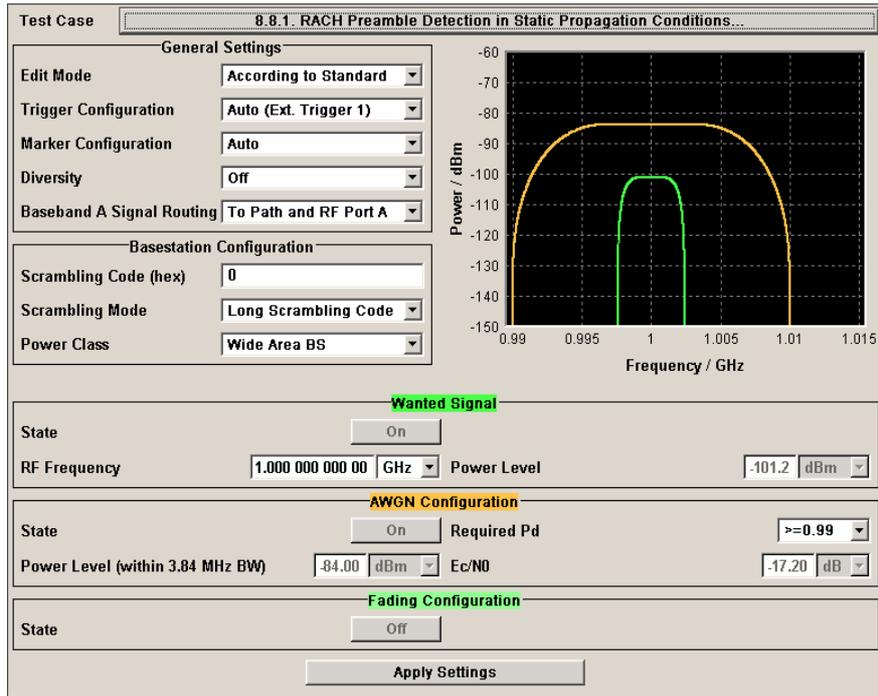 Test Case
8.8.1. RACH Preamble Detection in Static Propagation Conditions...
General Settings
Edit Mode According to Standard
Trigger Configuration Auto (Ext. Trigger 1)
Marker Configuration Auto
Diversity Off
Baseband A Signal Routing To Path and RF Port A
Basestation Configuration
Scrambling Code (hex) 0
Scrambling Mode Long Scrambling Code
Power Class Wide Area BS
Power / dBm
-60
-70
-80
-90
-100
-110
-120
-130
-140
-150
0.99 0.995 1 1.005 1.01 1.015
Frequency / GHz
Wanted Signal
State On
RF Frequency 1.000 000 000 00 GHz Power Level -101.2 dBm
AWGN Configuration
State On Required Pd >=0.99
Power Level (within 3.84 MHz BW) -84.00 dBm Ec/N0 -17.20 dB
Fading Configuration
State Off
Apply Settings